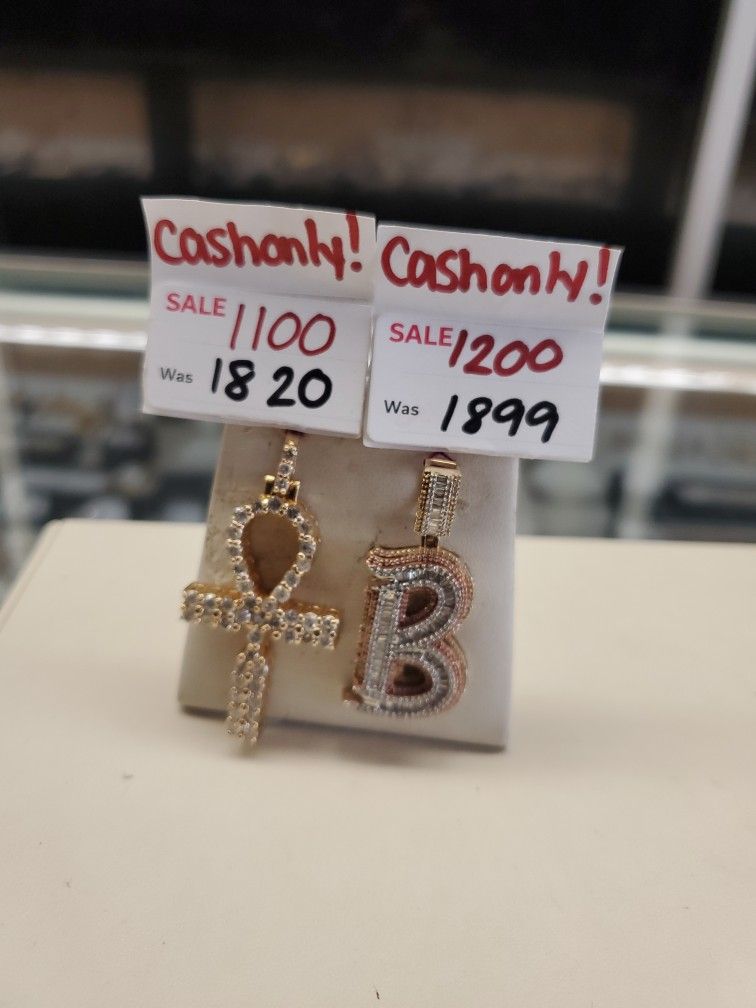 Cashonly!
SALE 1100
Was 1820
Cashonly!
SALE 1200
Was 1899
B